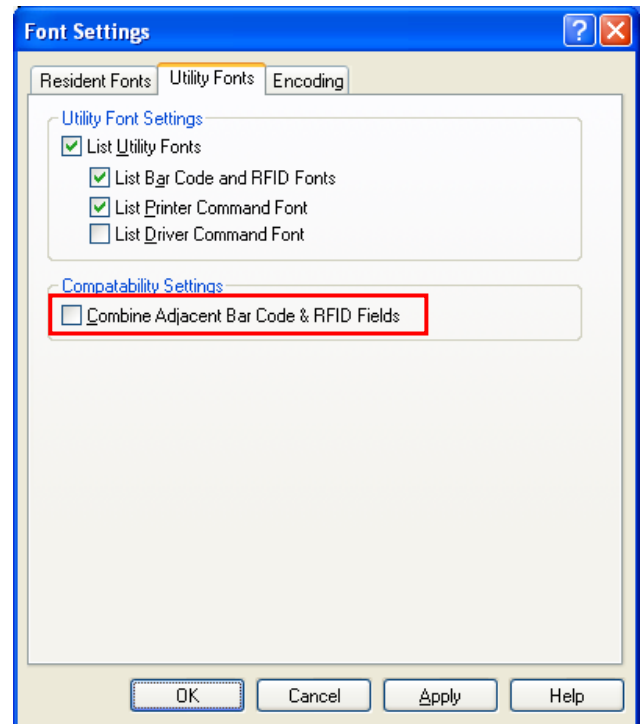 Font Settings
Resident Fonts Utility Fonts Encoding
Utility Font Settings
List Utility Fonts
List Bar Code and RFID Fonts
List Printer Command Font
List Driver Command Font
Compatability Settings
Combine Adjacent Bar Code & RFID Fields
OK Cancel Apply Help